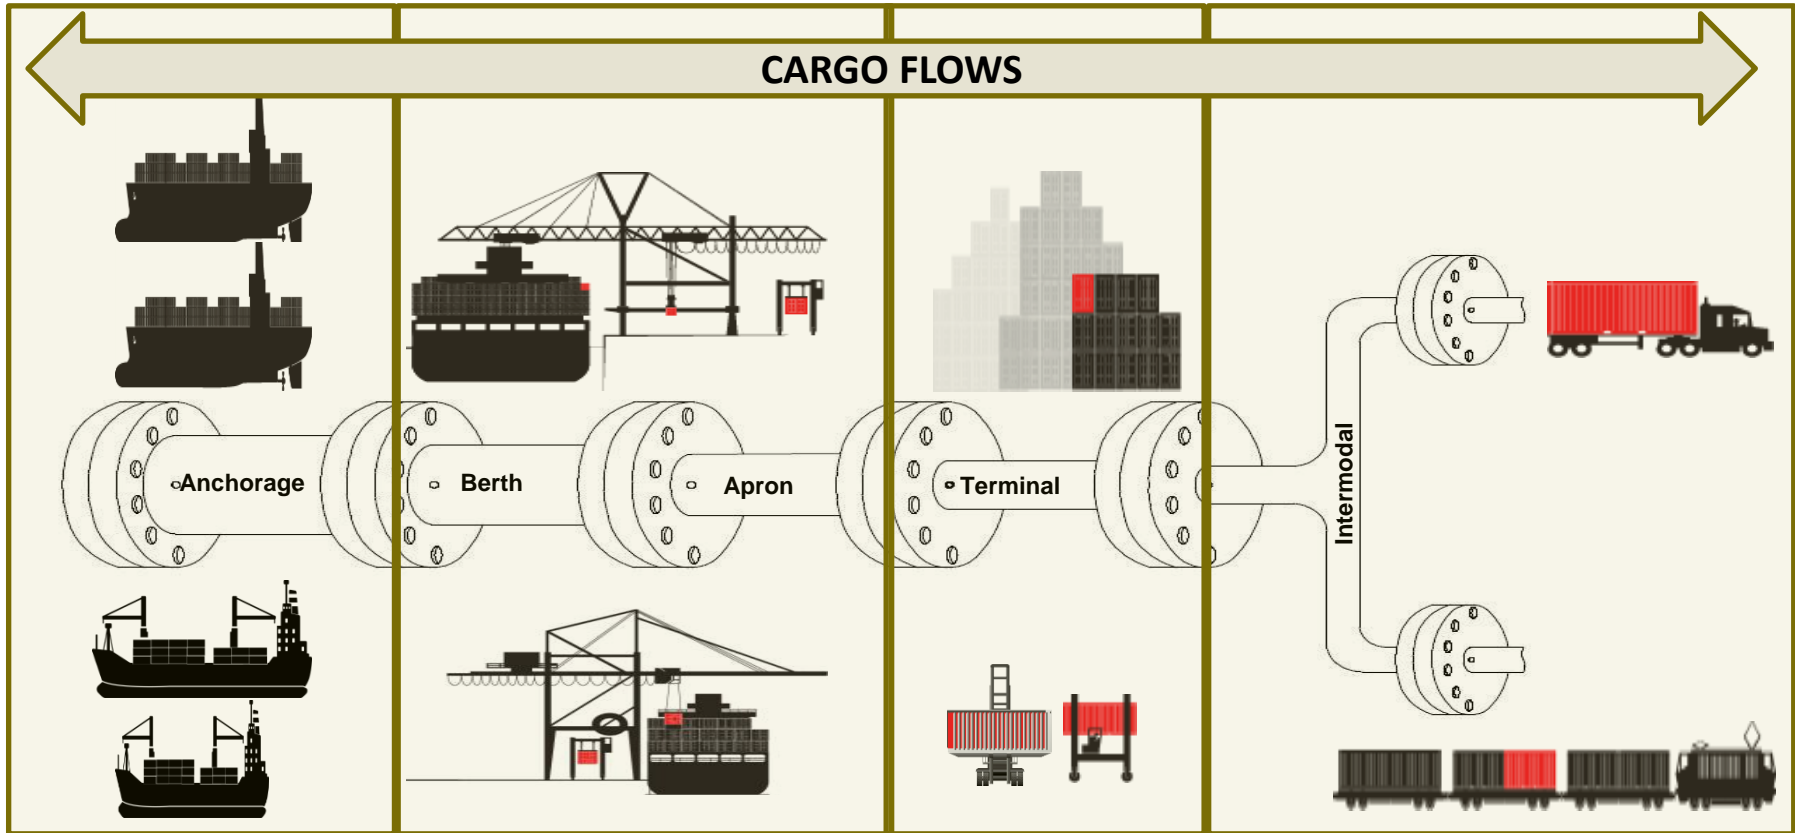 CARGO FLOWS
Anchorage
Berth
Apron
Terminal
Intermodal